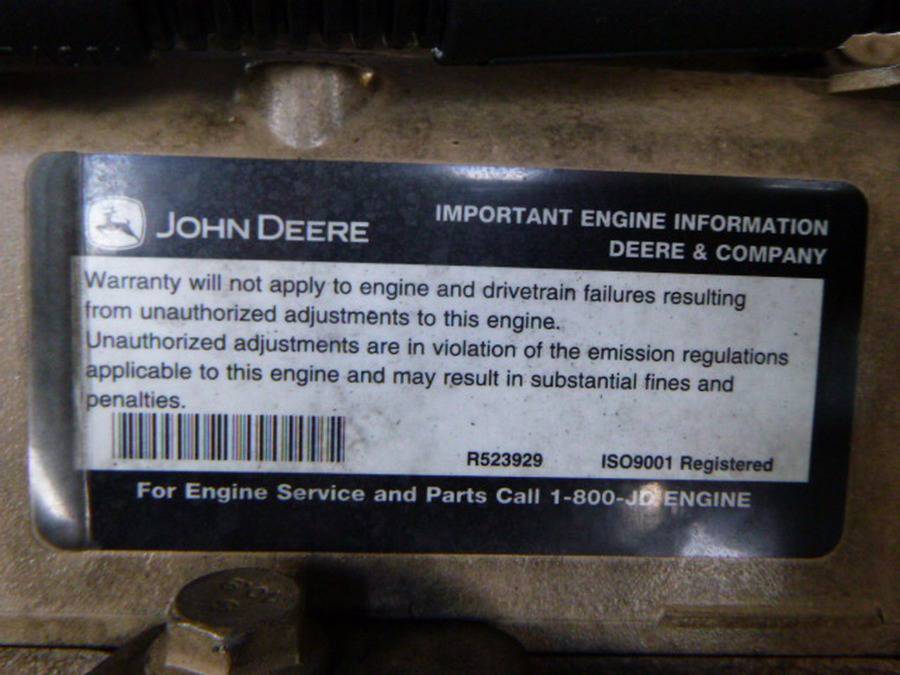 JOHN DEERE
IMPORTANT ENGINE INFORMATION
DEERE & COMPANY
Warranty will not apply to engine and drivetrain failures resulting
from unauthorized adjustments to this engine.
Unauthorized adjustments are in violation of the emission regulations
applicable to this engine and may result in substantial fines and
penalties.
R523929 ISO9001 Registered
For Engine Service and Parts Call 1-800-JD ENGINE